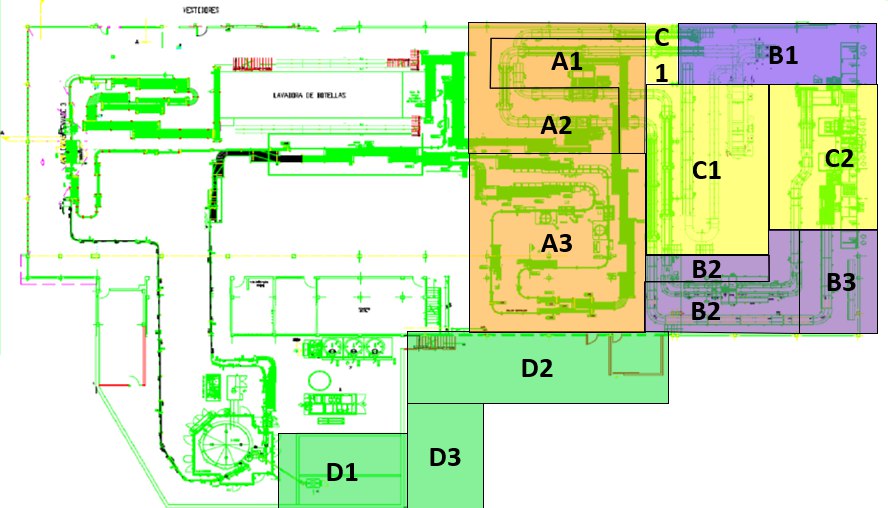 VESTIDORES
C
1
B1
A1
LAVADORA DE BOTELLAS
A2
C1
C2
A3
B2
B3
B2
D2
D3
D1